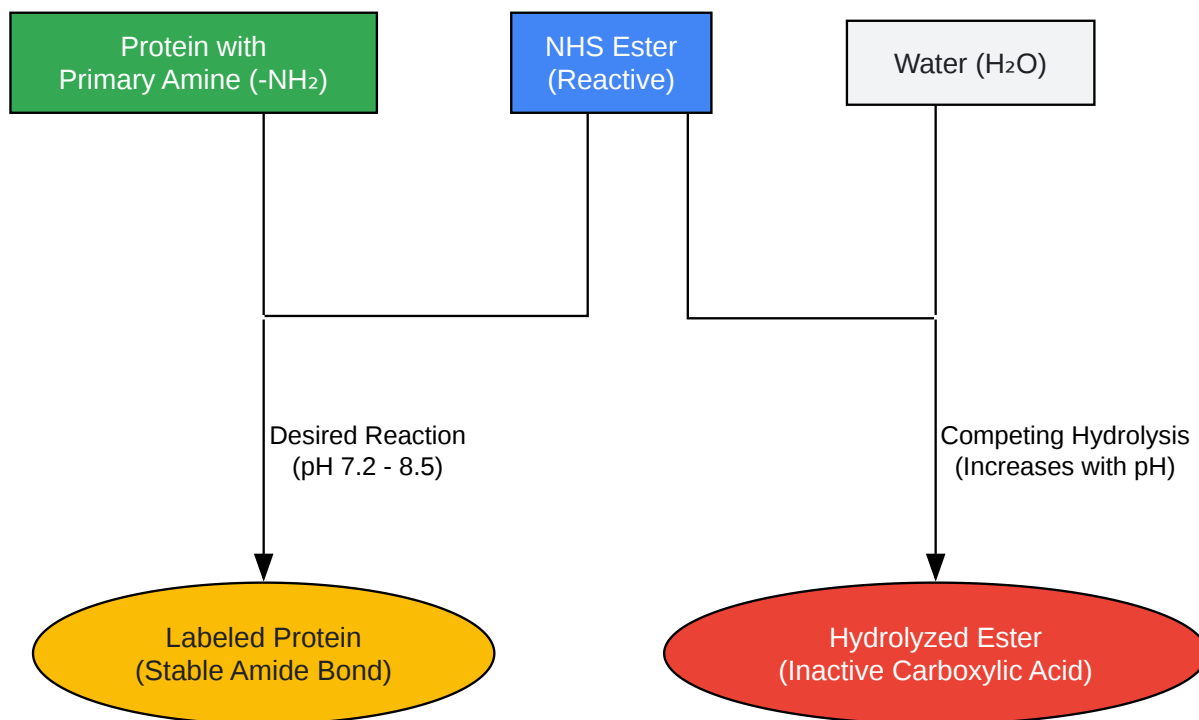 Protein with
Primary Amine (-NH₂)
NHS Ester
(Reactive)
Water (H₂O)
Desired Reaction
(pH 7.2 - 8.5)
Competing Hydrolysis
(Increases with pH)
Labeled Protein
(Stable Amide Bond)
Hydrolyzed Ester
(Inactive Carboxylic Acid)